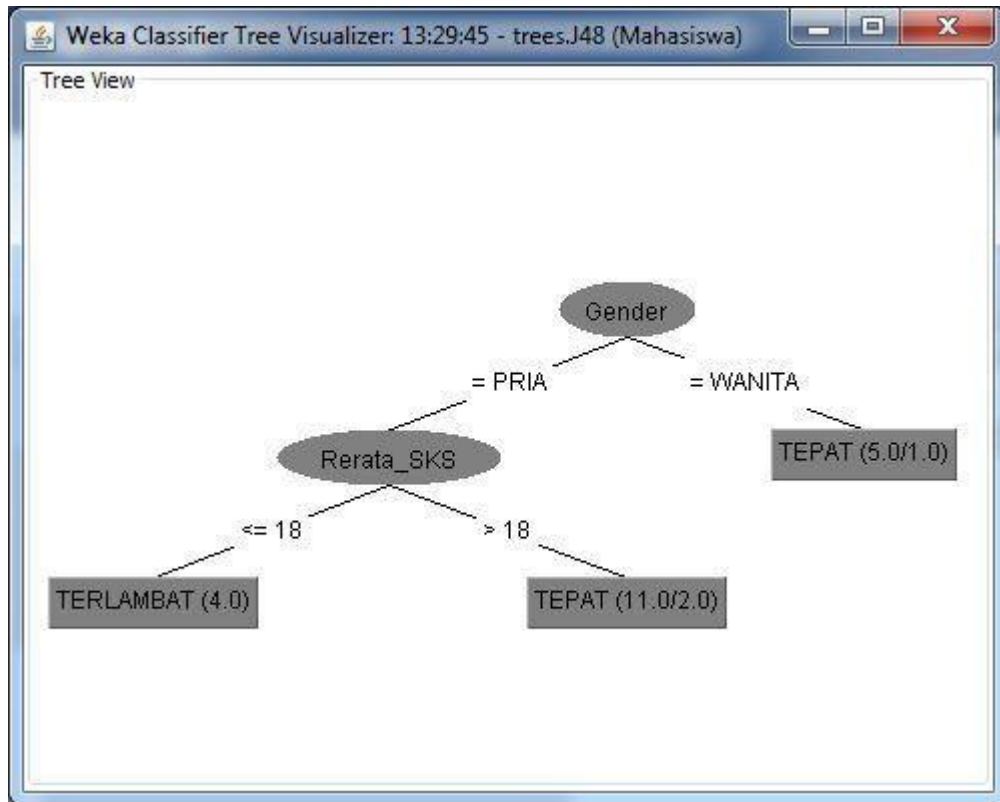 Weka Classifier Tree Visualizer: 13:29:45 - trees.J48 (Mahasiswa)
Tree View
Gender
= PRIA
= WANITA
Rerata_SKS
TEPAT (5.0/1.0)
<= 18
> 18
TERLAMBAT (4.0)
TEPAT (11.0/2.0)